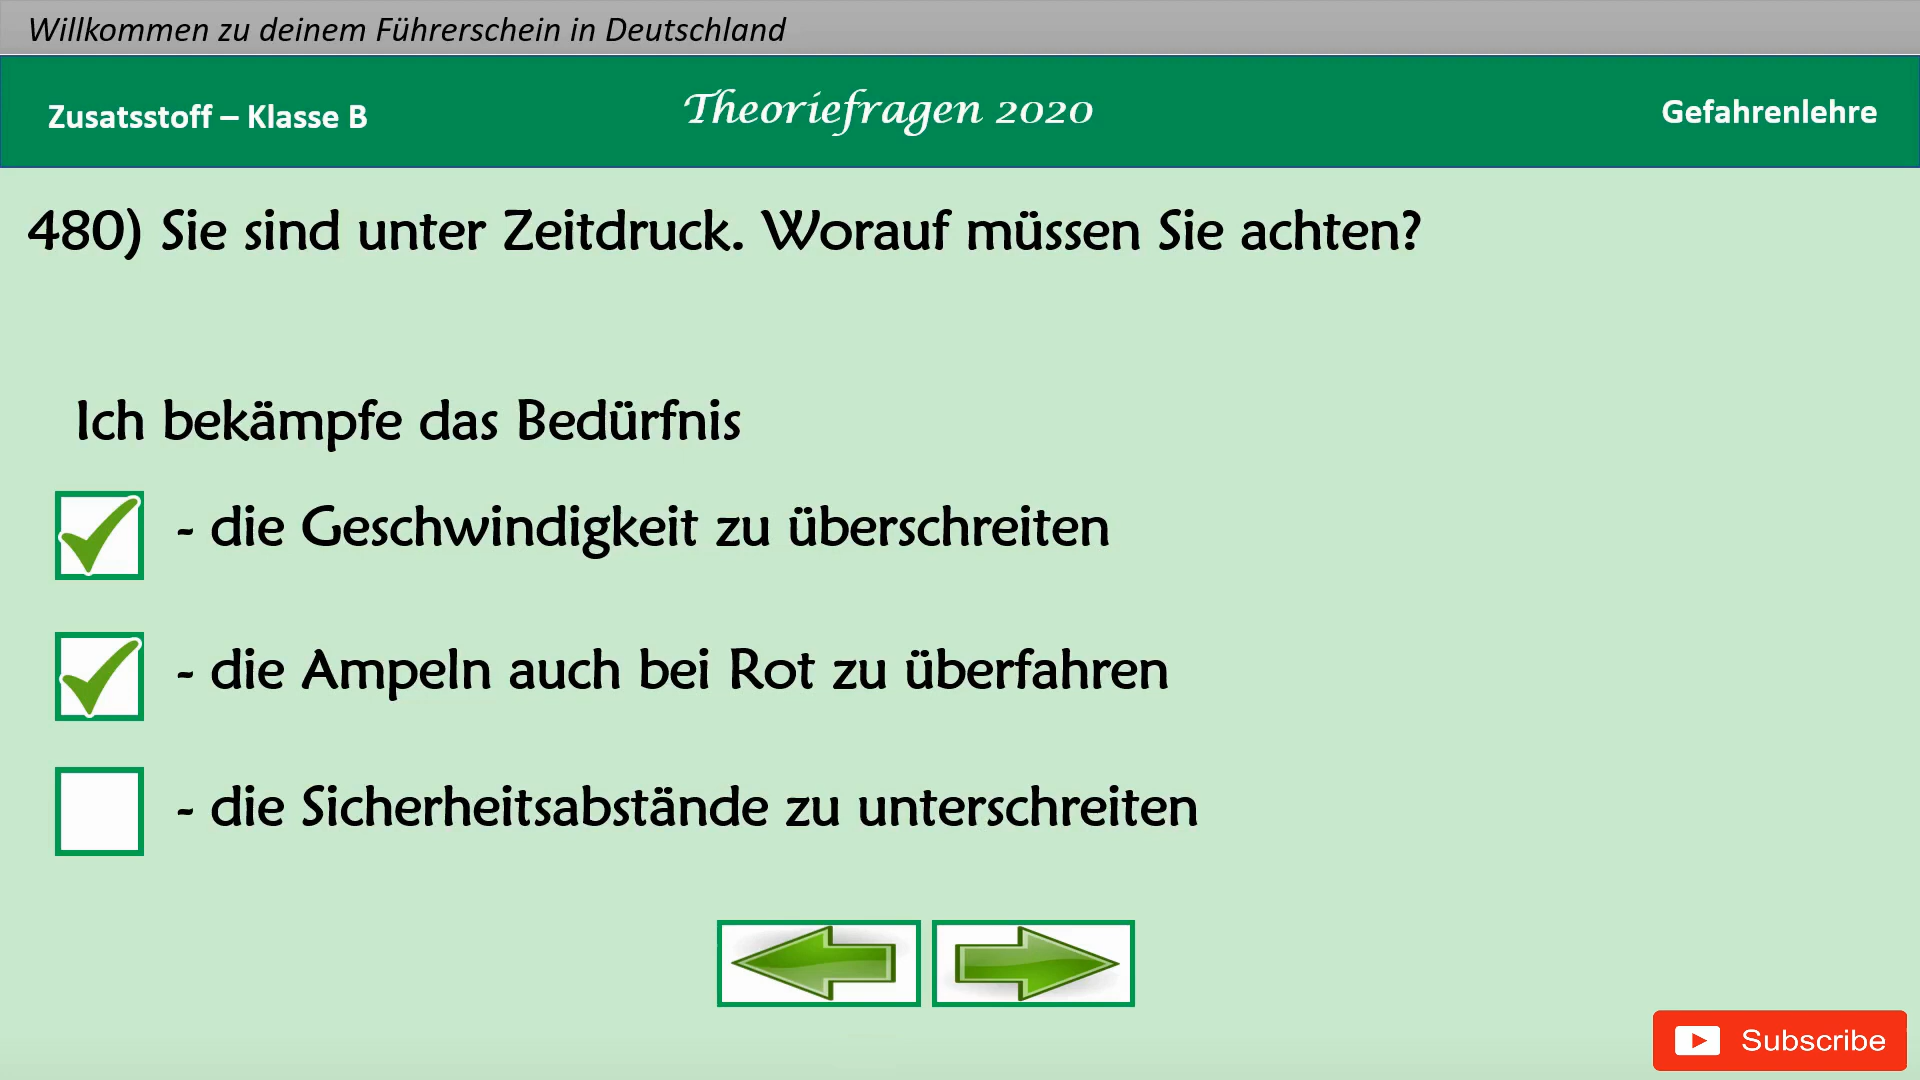 Willkommen zu deinem Führerschein in Deutschland
Zusatsstoff – Klasse B
Theoriefragen 2020
Gefahrenlehre
480) Sie sind unter Zeitdruck. Worauf müssen Sie achten?
Ich bekämpfe das Bedürfnis
- die Geschwindigkeit zu überschreiten
- die Ampeln auch bei Rot zu überfahren
- die Sicherheitsabstände zu unterschreiten
Subscribe